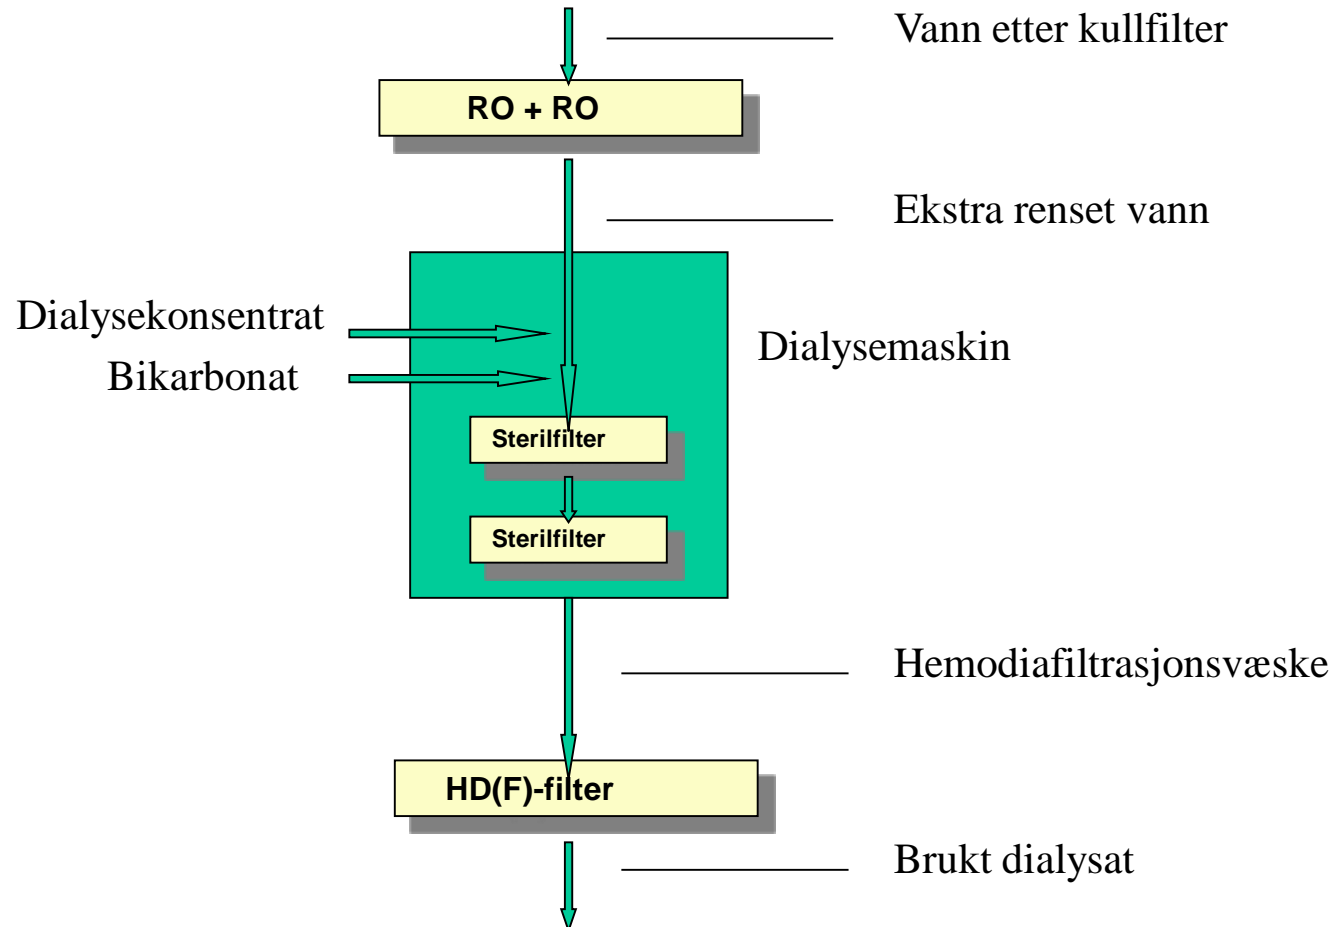 Vann etter kullfilter
RO + RO
Ekstra renset vann
Dialysekonsentrat
Dialysemaskin
Bikarbonat
Sterilfilter
Sterilfilter
Hemodiafiltrasjonsvæske
HD(F)-filter
Brukt dialysat